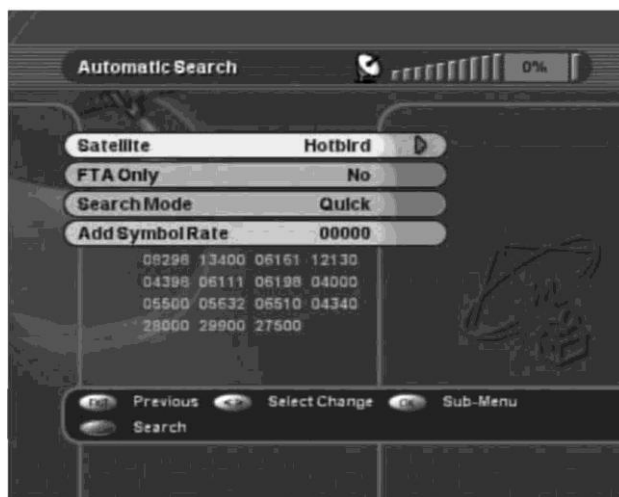 Automatic Search 0%
Satellite Hotbird
FTA Only No
Search Mode Quick
Add Symbol Rate 00000
08298 13400 06161 12130
04398 06111 06198 04000
05500 05632 06510 04340
28000 29900 27500
Previous Select Change OK Sub-Menu
Search